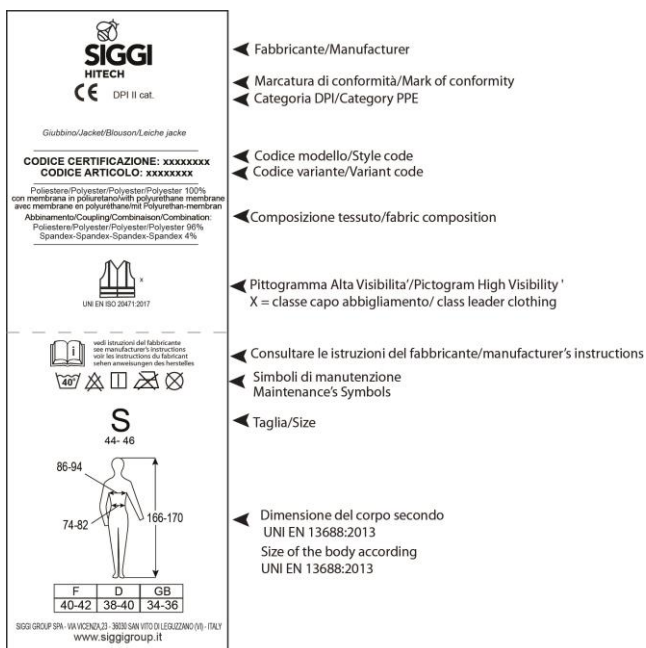 SIGGI
HITECH
CE DPI II cat.
Giubbino/Jacket/Blouson/Leiche jacke
CODICE CERTIFICAZIONE: xxxxxxxx
CODICE ARTICOLO: xxxxxxxx
Poliestere/Polyester/Polyester/Polyester 100%
con membrana in poliuretano/with polyurethane membrane
avec membrane en polyuréthane/mit Polyurethan-membran
Abbinamento/Coupling/Combinaison/Combination:
Poliestere/Polyester/Polyester/Polyester 96%
Spandex-Spandex-Spandex-Spandex 4%
x
UNI EN ISO 20471:2017
i
vedi istruzioni del fabbricante
see manufacturer's instructions
voir les instructions du fabricant
sehen anweisungen des herstelles
40°
S
44- 46
86-94
74-82
166-170
F D GB
40-42 38-40 34-36
SIGGI GROUP SPA - VIA VICENZA,23 - 36030 SAN VITO DI LEGUZZANO (VI) - ITALY
www.siggigroup.it
Fabbricante/Manufacturer
Marcatura di conformità/Mark of conformity
Categoria DPI/Category PPE
Codice modello/Style code
Codice variante/Variant code
Composizione tessuto/fabric composition
Pittogramma Alta Visibilita'/Pictogram High Visibility '
X = classe capo abbigliamento/ class leader clothing
Consultare le istruzioni del fabbricante/manufacturer's instructions
Simboli di manutenzione
Maintenance's Symbols
Taglia/Size
Dimensione del corpo secondo
UNI EN 13688:2013
Size of the body according
UNI EN 13688:2013